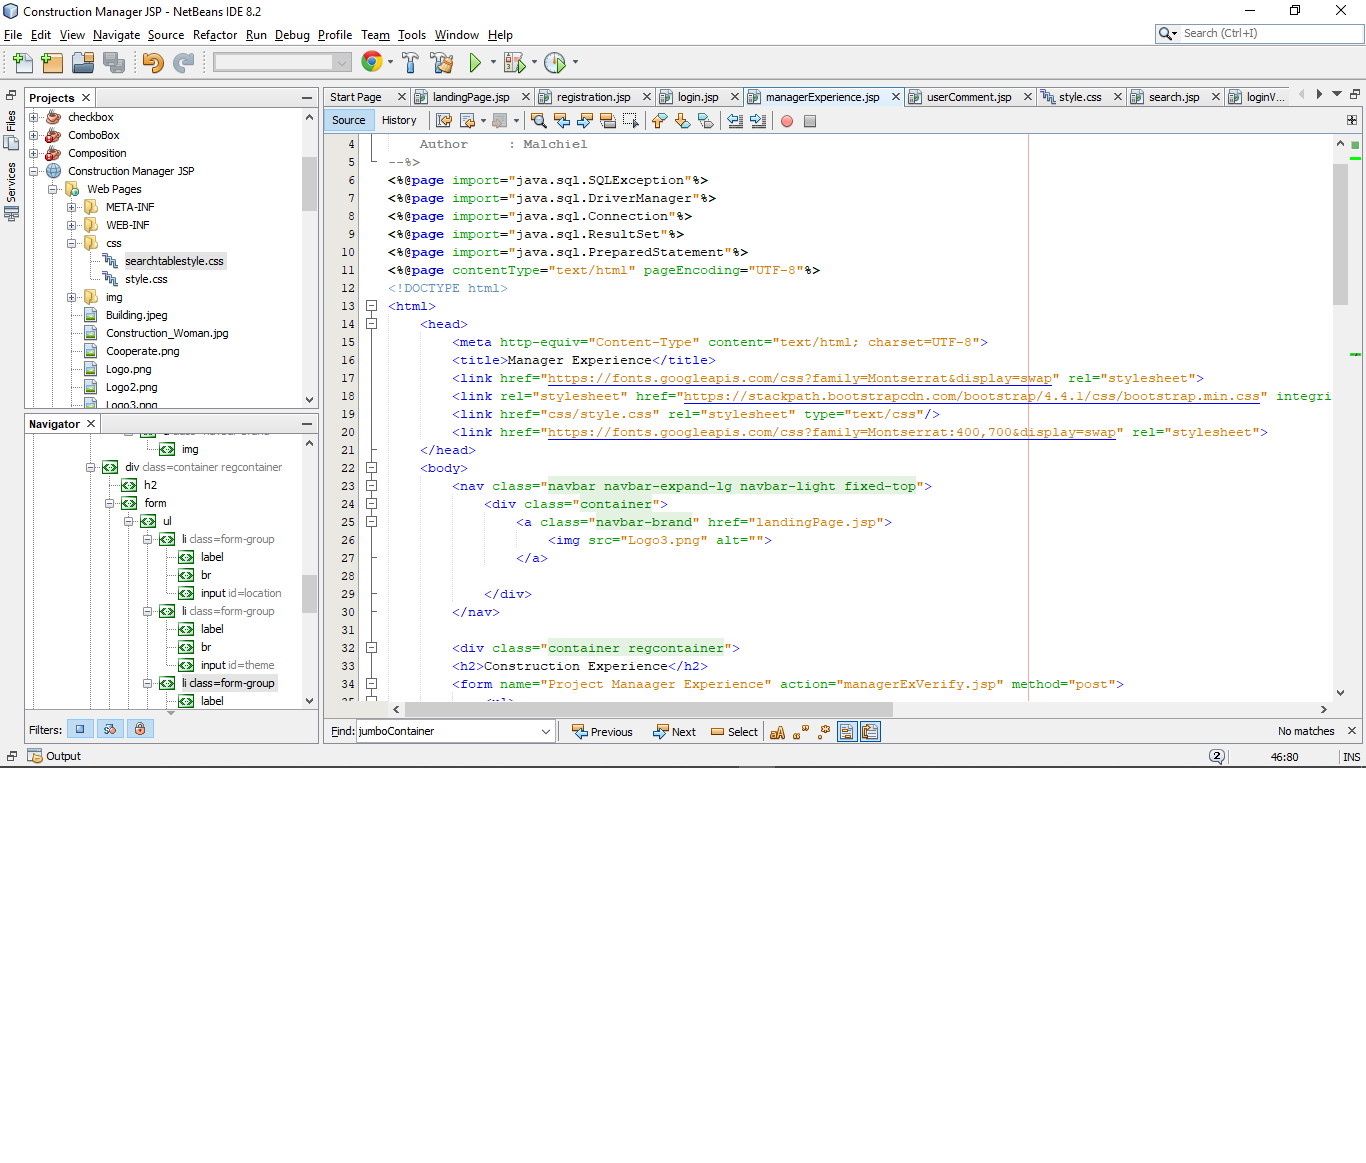 Construction Manager JSP - NetBeans IDE 8.2
File Edit View Navigate Source Refactor Run Debug Profile Team Tools Window Help
Search (Ctrl+I)
Files
Services
Projects
checkbox
ComboBox
Composition
Construction Manager JSP
Web Pages
META-INF
WEB-INF
css
searchtablestyle.css
style.css
img
Building.jpeg
Construction_Woman.jpg
Cooperate.png
Logo.png
Logo2.png
Logo3.png
Navigator
img
div class=container regcontainer
h2
form
ul
li class=form-group
label
br
input id=location
li class=form-group
label
br
input id=theme
li class=form-group
label
Filters:
Start Page landingPage.jsp registration.jsp login.jsp managerExperience.jsp userComment.jsp style.css search.jsp loginV...
Source History
4 Author : Malchiel
5 --%>
6 <%@page import="java.sql.SQLException"%>
7 <%@page import="java.sql.DriverManager"%>
8 <%@page import="java.sql.Connection"%>
9 <%@page import="java.sql.ResultSet"%>
10 <%@page import="java.sql.PreparedStatement"%>
11 <%@page contentType="text/html" pageEncoding="UTF-8"%>
12 <!DOCTYPE html>
13 <html>
14 <head>
15 <meta http-equiv="Content-Type" content="text/html; charset=UTF-8">
16 <title>Manager Experience</title>
17 <link href="https://fonts.googleapis.com/css?family=Montserrat&display=swap" rel="stylesheet">
18 <link rel="stylesheet" href="https://stackpath.bootstrapcdn.com/bootstrap/4.4.1/css/bootstrap.min.css" integri
19 <link href="css/style.css" rel="stylesheet" type="text/css"/>
20 <link href="https://fonts.googleapis.com/css?family=Montserrat:400,700&display=swap" rel="stylesheet">
21 </head>
22 <body>
23 <nav class="navbar navbar-expand-lg navbar-light fixed-top">
24 <div class="container">
25 <a class="navbar-brand" href="landingPage.jsp">
26 <img src="Logo3.png" alt="">
27 </a>
28
29 </div>
30 </nav>
31
32 <div class="container regcontainer">
33 <h2>Construction Experience</h2>
34 <form name="Project Manaager Experience" action="managerExVerify.jsp" method="post">
35 <ul>
Find: jumboContainer Previous Next Select No matches
Output
2 46:80 INS